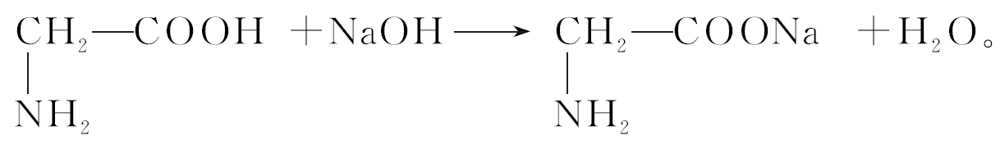 CH₂—COOH +NaOH⟶CH₂—COONa +H₂O。
NH₂ NH₂